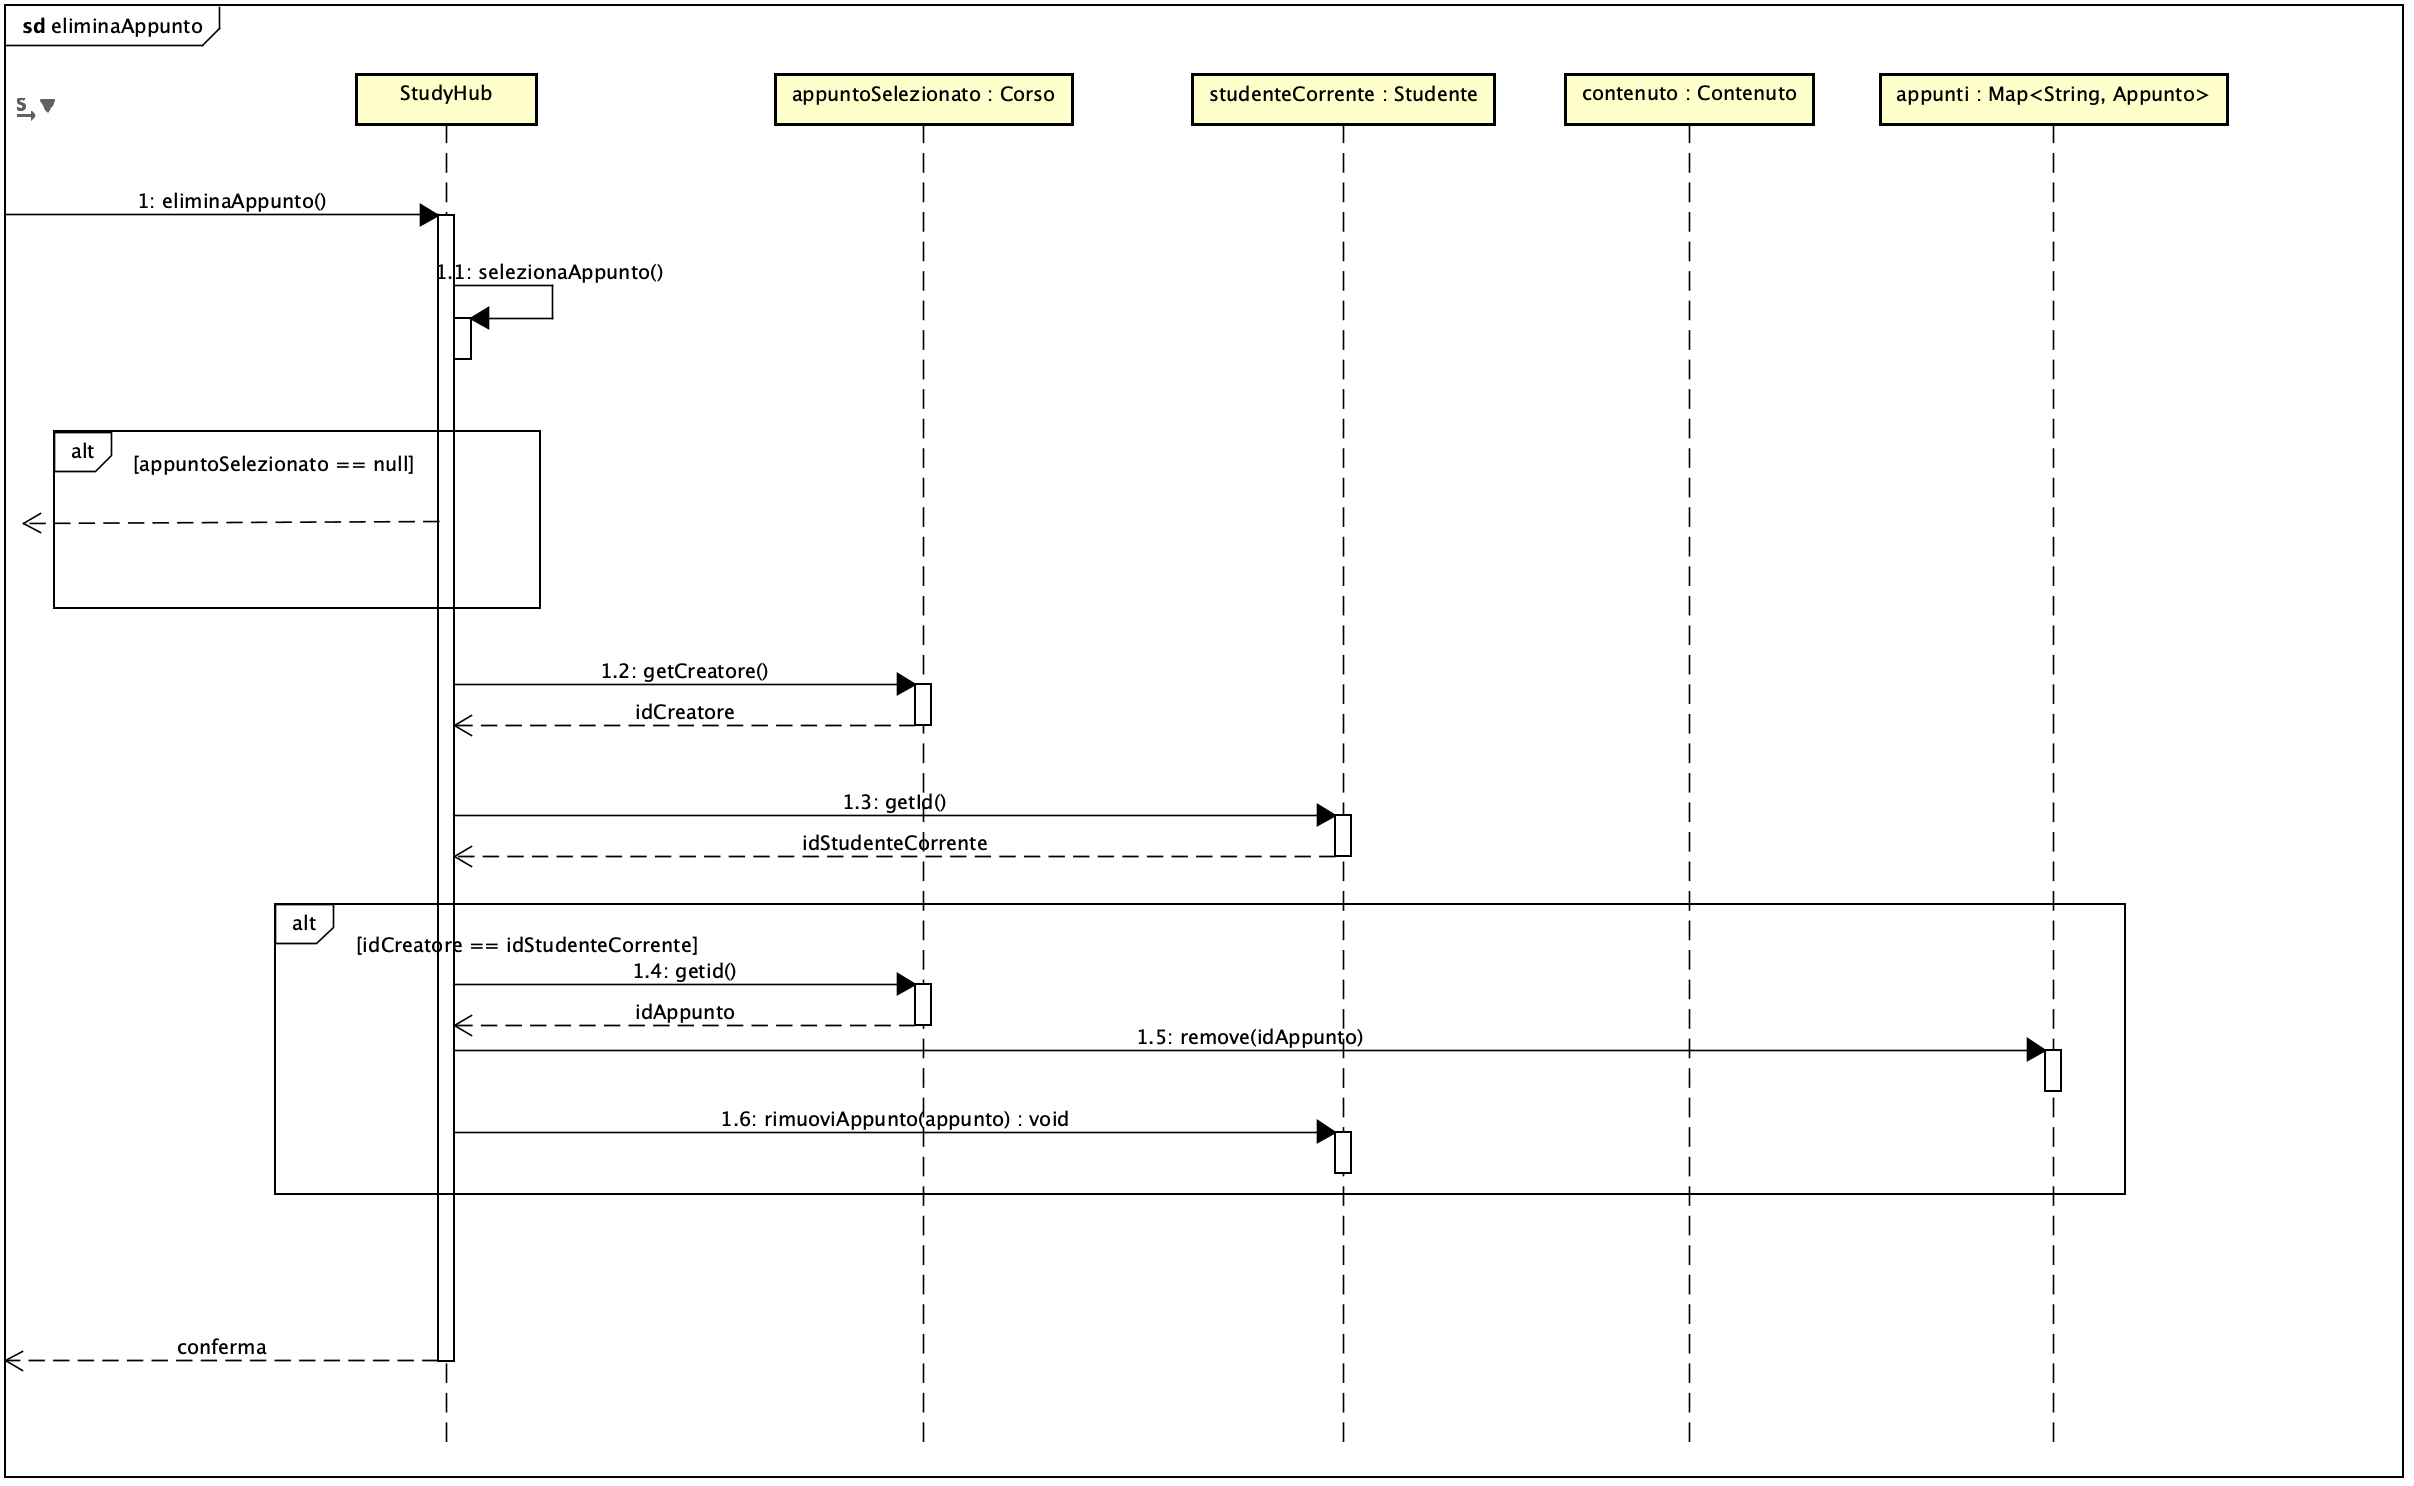 sd eliminaAppunto
StudyHub
appuntoSelezionato : Corso
studenteCorrente : Studente
contenuto : Contenuto
appunti : Map<String, Appunto>
S
1: eliminaAppunto()
1.1: selezionaAppunto()
alt
[appuntoSelezionato == null]
1.2: getCreatore()
idCreatore
1.3: getId()
idStudenteCorrente
alt
[idCreatore == idStudenteCorrente]
1.4: getid()
idAppunto
1.5: remove(idAppunto)
1.6: rimuoviAppunto(appunto) : void
conferma